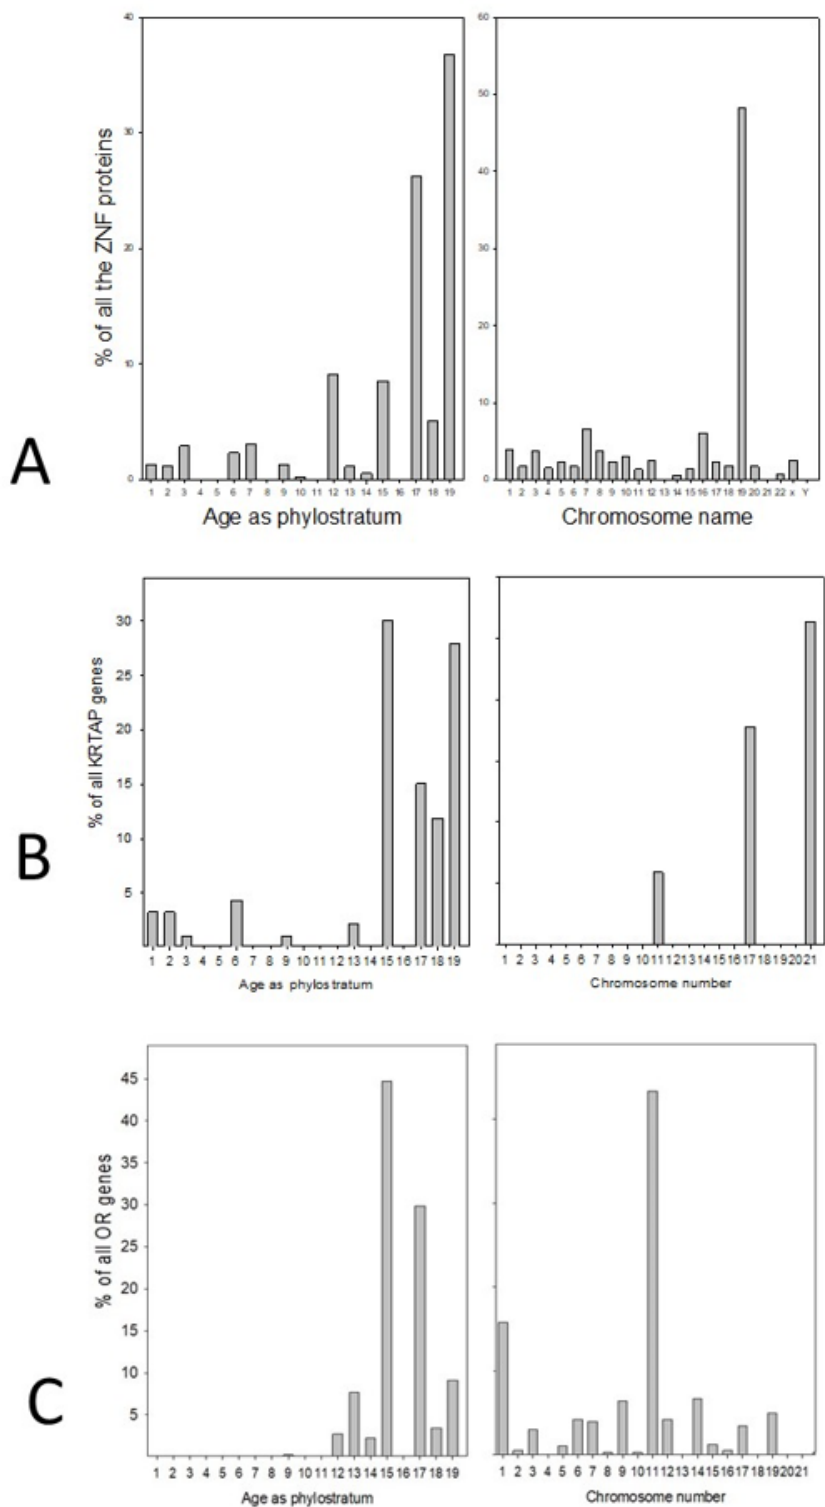 A
% of all the ZNF proteins
40
30
20
10
0
1 2 3 4 5 6 7 8 9 10 11 12 13 14 15 16 17 18 19
Age as phylostratum
60
50
40
30
20
10
0
1 2 3 4 5 6 7 8 9 10 11 12 13 14 15 16 17 18 19 20 21 22 x Y
Chromosome name
B
% of all KRTAP genes
30
25
20
15
10
5
1 2 3 4 5 6 7 8 9 10 11 12 13 14 15 16 17 18 19
Age as phylostratum
1 2 3 4 5 6 7 8 9 10 11 12 13 14 15 16 17 18 19 20 21
Chromosome number
C
% of all OR genes
45
40
35
30
25
20
15
10
5
1 2 3 4 5 6 7 8 9 10 11 12 13 14 15 16 17 18 19
Age as phylostratum
1 2 3 4 5 6 7 8 9 10 11 12 13 14 15 16 17 18 19 20 21
Chromosome number